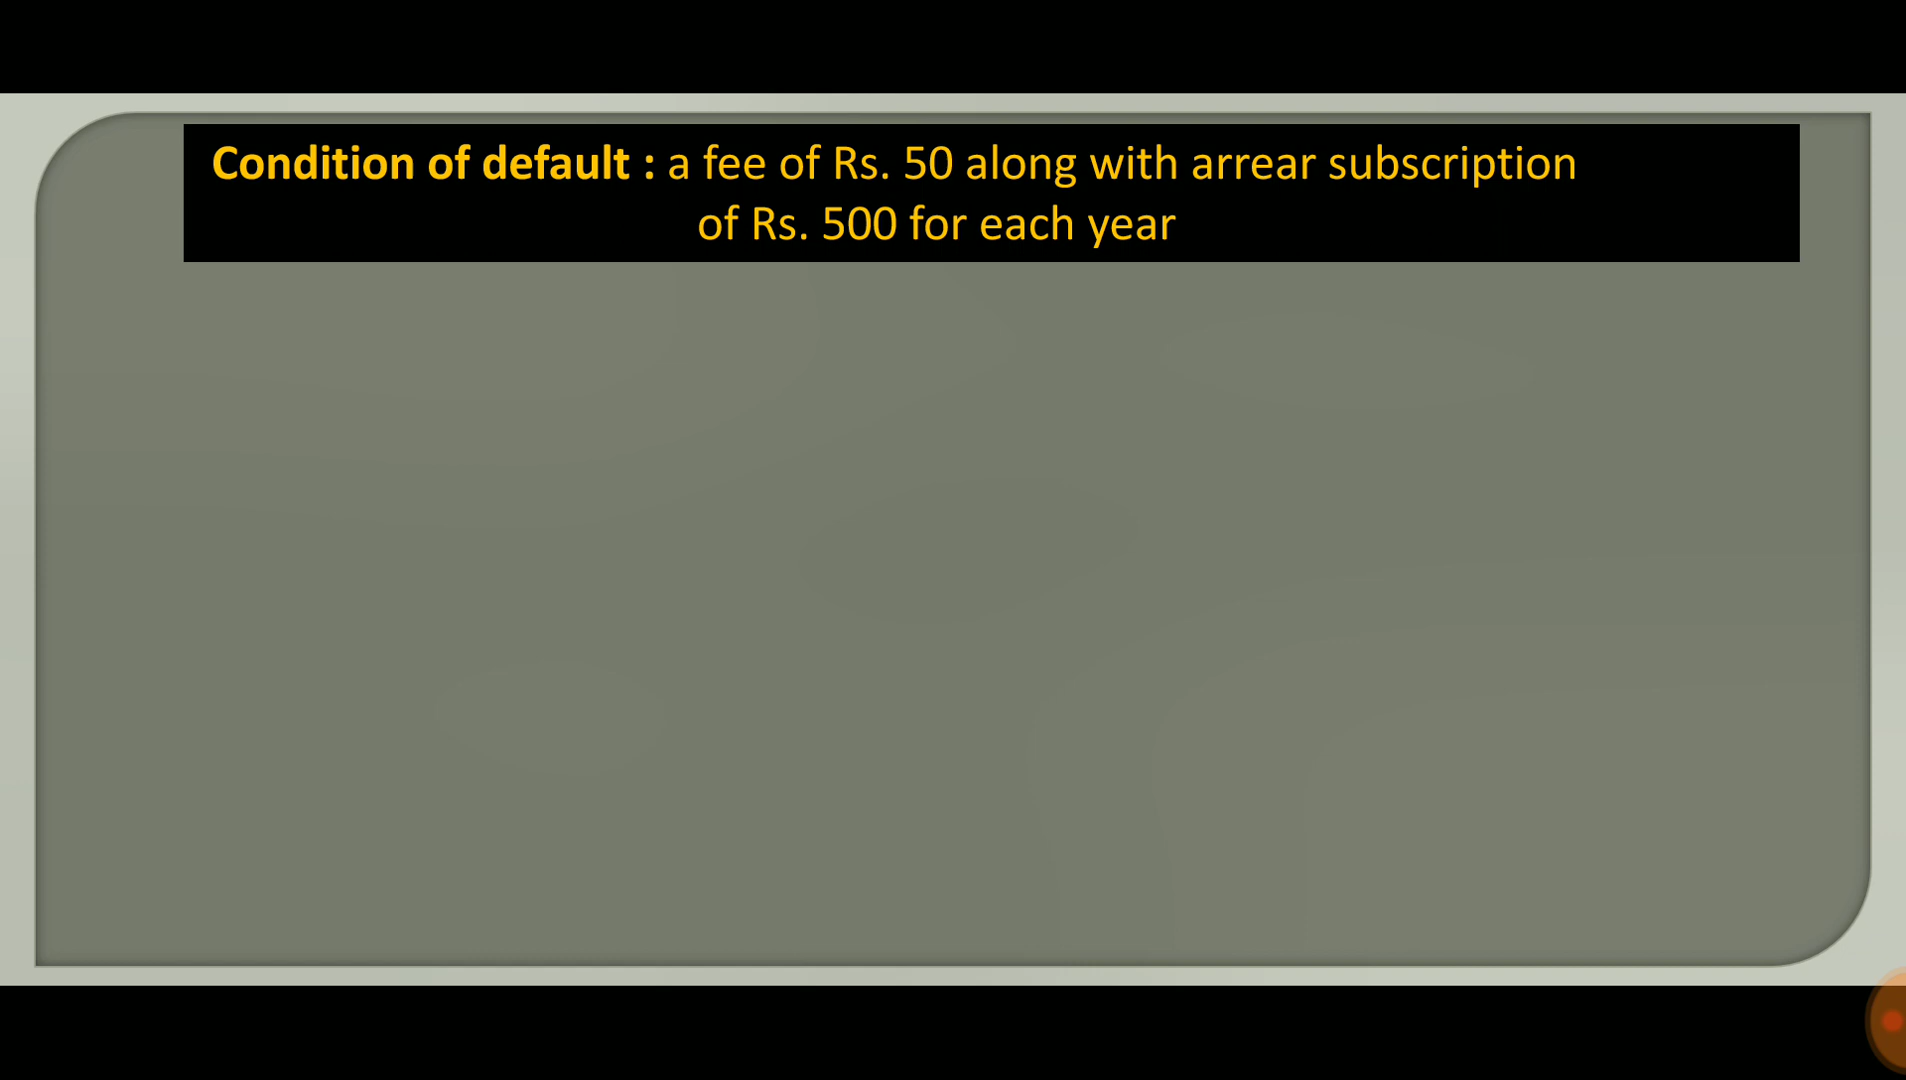 Condition of default : a fee of Rs. 50 along with arrear subscription
of Rs. 500 for each year